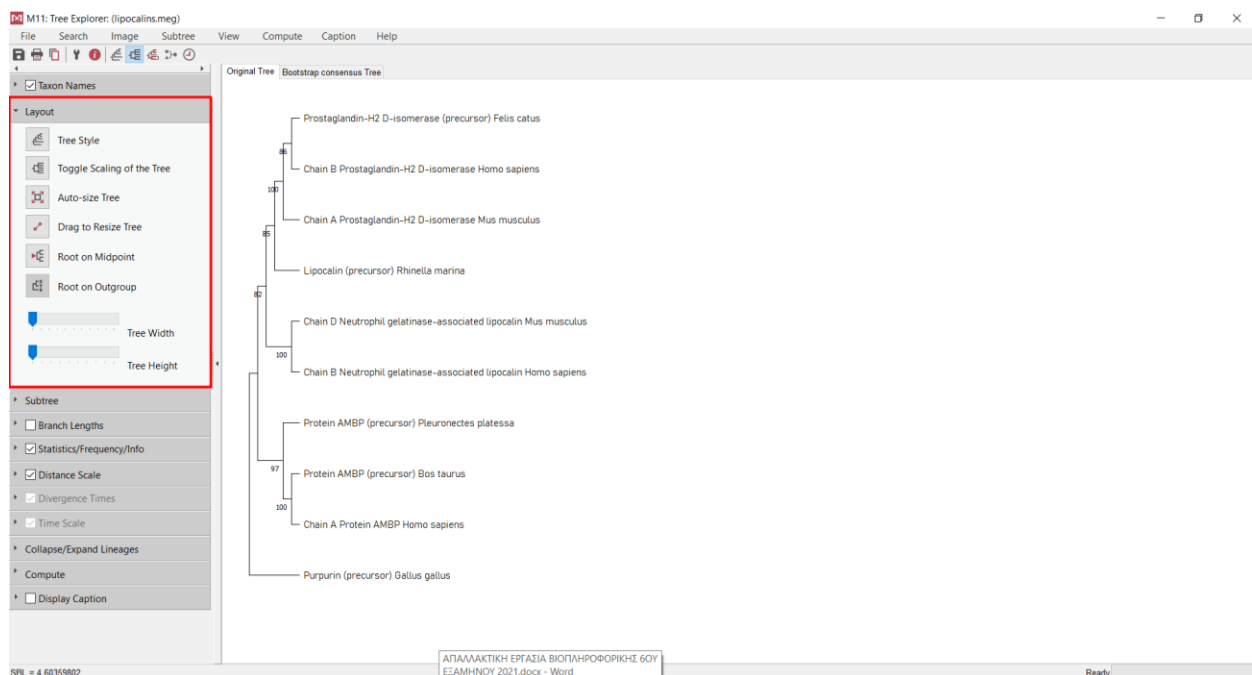 M11: Tree Explorer: (lipocalins.meg)
File Search Image Subtree View Compute Caption Help
Original Tree Bootstrap consensus Tree
Taxon Names
Layout
Tree Style
Toggle Scaling of the Tree
Auto-size Tree
Drag to Resize Tree
Root on Midpoint
Root on Outgroup
Tree Width
Tree Height
Subtree
Branch Lengths
Statistics/Frequency/Info
Distance Scale
Divergence Times
Time Scale
Collapse/Expand Lineages
Compute
Display Caption
Prostaglandin-H2 D-isomerase (precursor) Felis catus
86
Chain B Prostaglandin-H2 D-isomerase Homo sapiens
100
Chain A Prostaglandin-H2 D-isomerase Mus musculus
85
Lipocalin (precursor) Rhinella marina
82
Chain D Neutrophil gelatinase-associated lipocalin Mus musculus
100
Chain B Neutrophil gelatinase-associated lipocalin Homo sapiens
Protein AMBP (precursor) Pleuronectes platessa
97
Protein AMBP (precursor) Bos taurus
100
Chain A Protein AMBP Homo sapiens
Purpurin (precursor) Gallus gallus
ΑΠΑΛΛΑΚΤΙΚΗ ΕΡΓΑΣΙΑ ΒΙΟΠΛΗΡΟΦΟΡΙΚΗΣ 6ΟΥ
ΕΞΑΜΗΝΟΥ 2021.docx - Word
SBL = 4.60359802
Ready